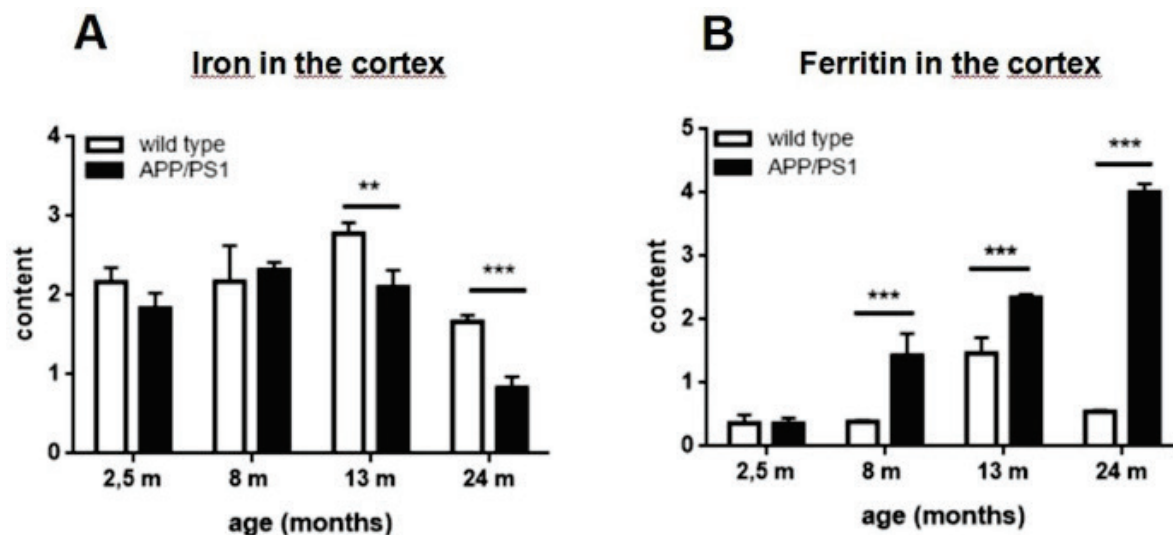 A
Iron in the cortex
4
3
2
1
0
content
wild type
APP/PS1
**
***
2,5 m
8 m
13 m
24 m
age (months)
B
Ferritin in the cortex
5
4
3
2
1
0
content
wild type
APP/PS1
***
***
***
2,5 m
8 m
13 m
24 m
age (months)